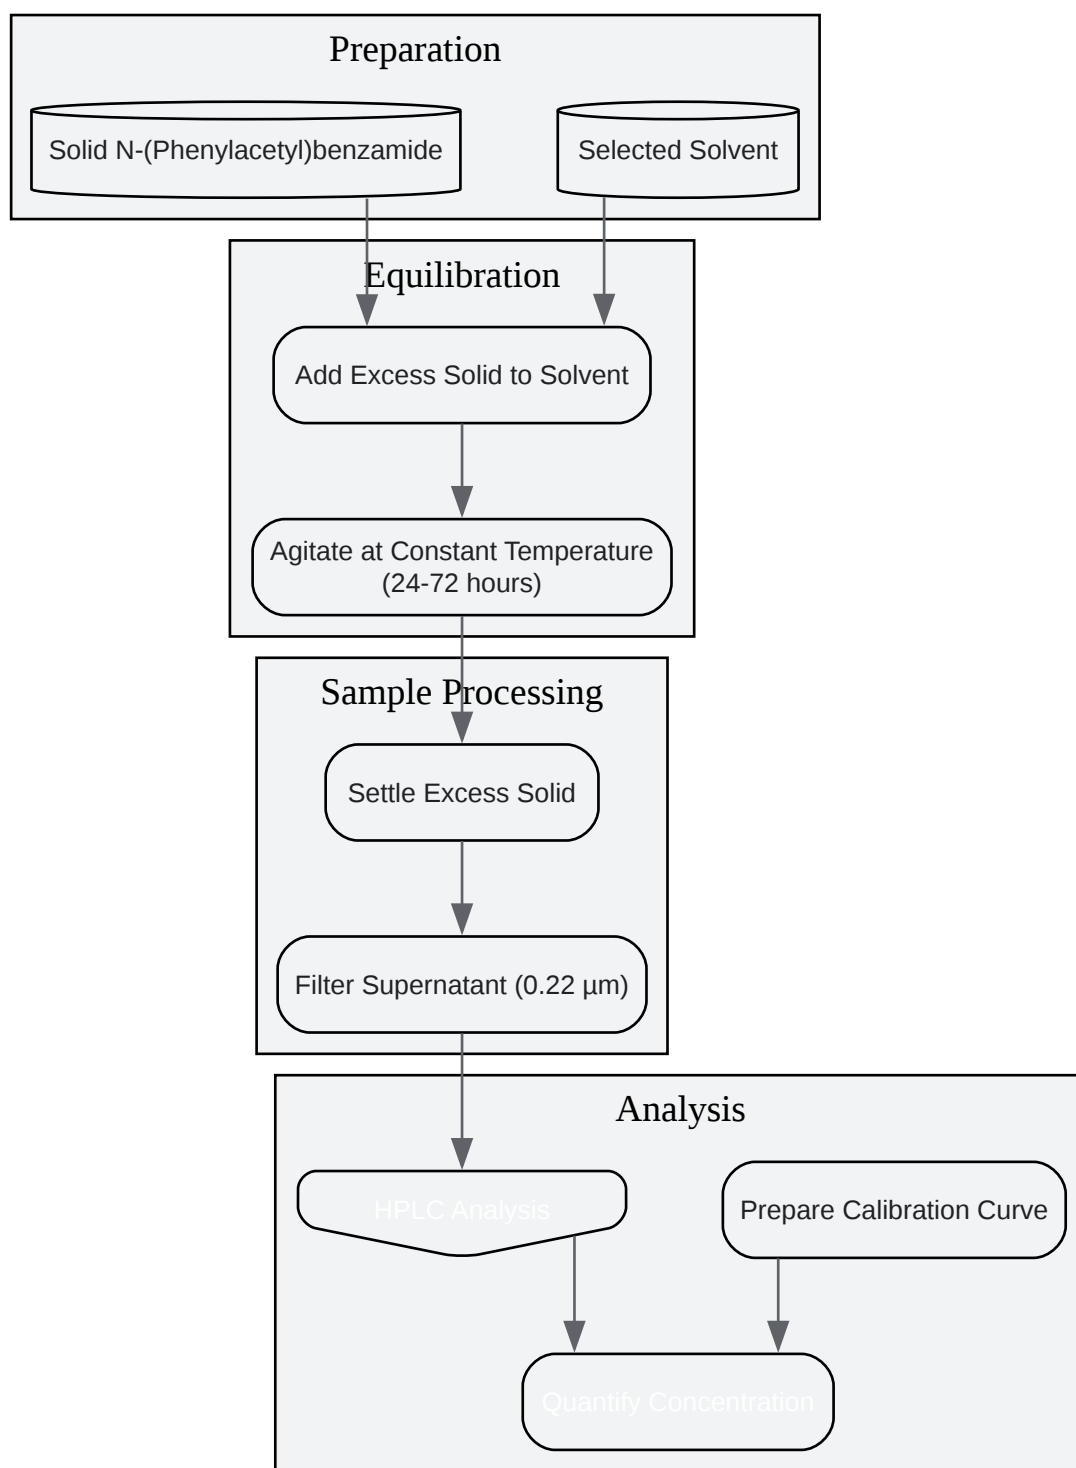 Preparation
Solid N-(Phenylacetyl)benzamide
Selected Solvent
Equilibration
Add Excess Solid to Solvent
Agitate at Constant Temperature
(24-72 hours)
Sample Processing
Settle Excess Solid
Filter Supernatant (0.22 µm)
Analysis
HPLC Analysis
Prepare Calibration Curve
Quantify Concentration